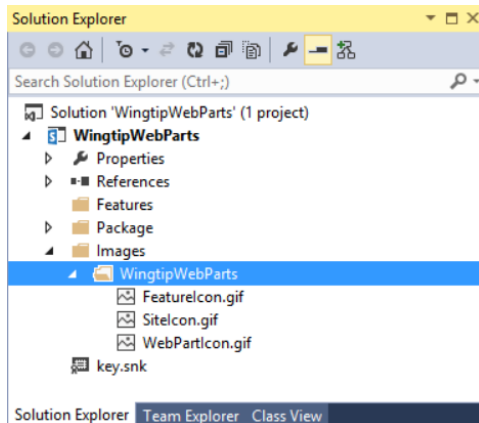 Solution Explorer
Search Solution Explorer (Ctrl+;)
Solution 'WingtipWebParts' (1 project)
WingtipWebParts
Properties
References
Features
Package
Images
WingtipWebParts
FeatureIcon.gif
SiteIcon.gif
WebPartIcon.gif
key.snk
Solution Explorer Team Explorer Class View